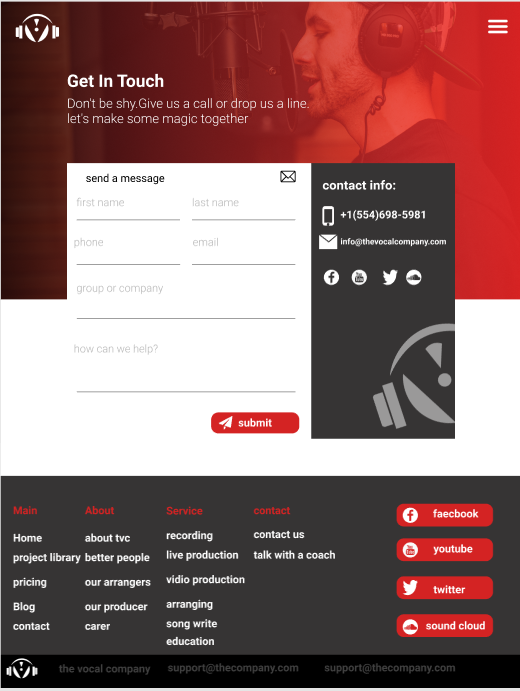 Get In Touch
Don't be shy.Give us a call or drop us a line.
let's make some magic together
send a message
first name
last name
phone
email
group or company
how can we help?
submit
contact info:
+1(554)698-5981
info@thevocalcompany.com
You
Tube
Main
Home
project library
pricing
Blog
contact
About
about tvc
better people
our arrangers
our producer
carer
Service
recording
live production
vidio production
arranging
song write
education
contact
contact us
talk with a coach
faecbook
youtube
twitter
sound cloud
the vocal company
support@thecompany.com
support@thecompany.com